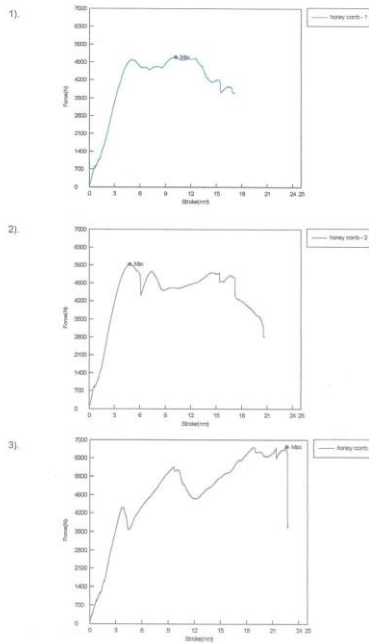 1).
honey comb - 1
7000
6300
5600
4900
4200
3500
2800
2100
1400
700
0
Force(N)
Max
0 3 6 9 12 15 18 21 24 25
Stroke(mm)
2).
honey comb - 2
7000
6300
5600
4900
4200
3500
2800
2100
1400
700
0
Force(N)
Max
0 3 6 9 12 15 18 21 24 25
Stroke(mm)
3).
honey comb
7000
6300
5600
4900
4200
3500
2800
2100
1400
700
0
Force(N)
Max
0 3 6 9 12 15 18 21 24 25
Stroke(mm)